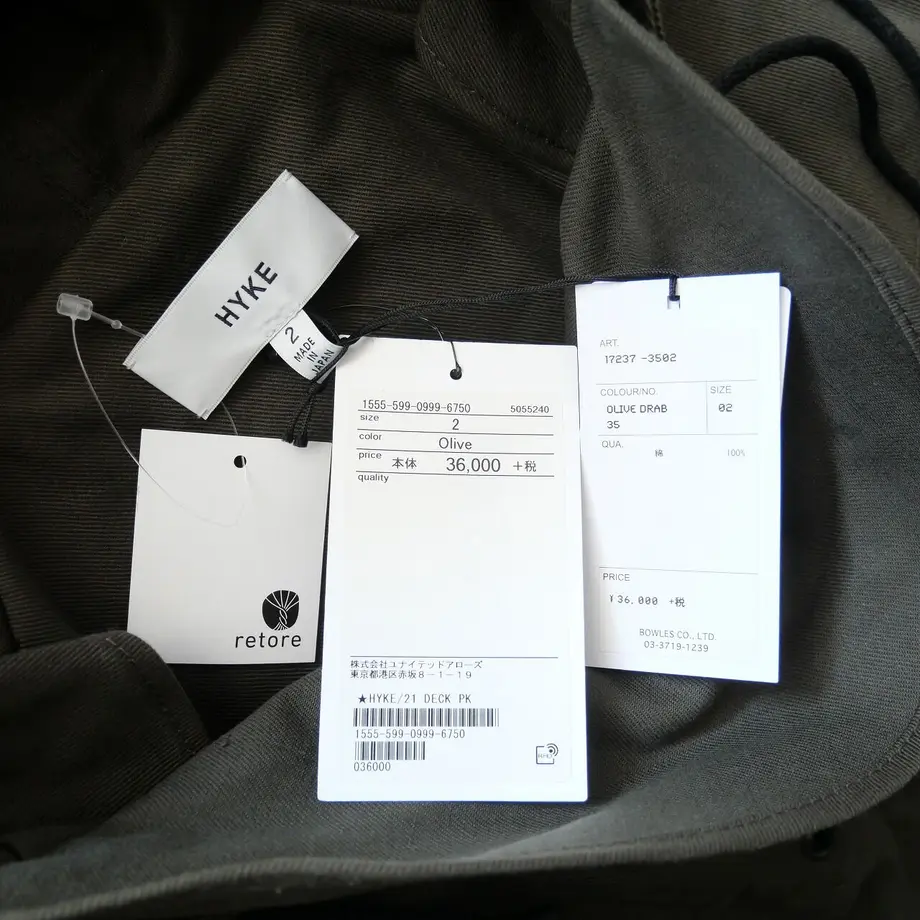 HYKE
2
MADE
IN
JAPAN
retore
1555-599-0999-6750 5055240
size 2
color Olive
price 本体 36,000 +税
quality
株式会社ユナイテッドアローズ
東京都港区赤坂8-1-19
★HYKE/21 DECK PK
1555-599-0999-6750
036000
ART.
17237 -3502
COLOUR/NO. SIZE
OLIVE DRAB 02
35
QUA.
綿 100%
PRICE
¥36,000 +税
BOWLES CO., LTD.
03-3719-1239